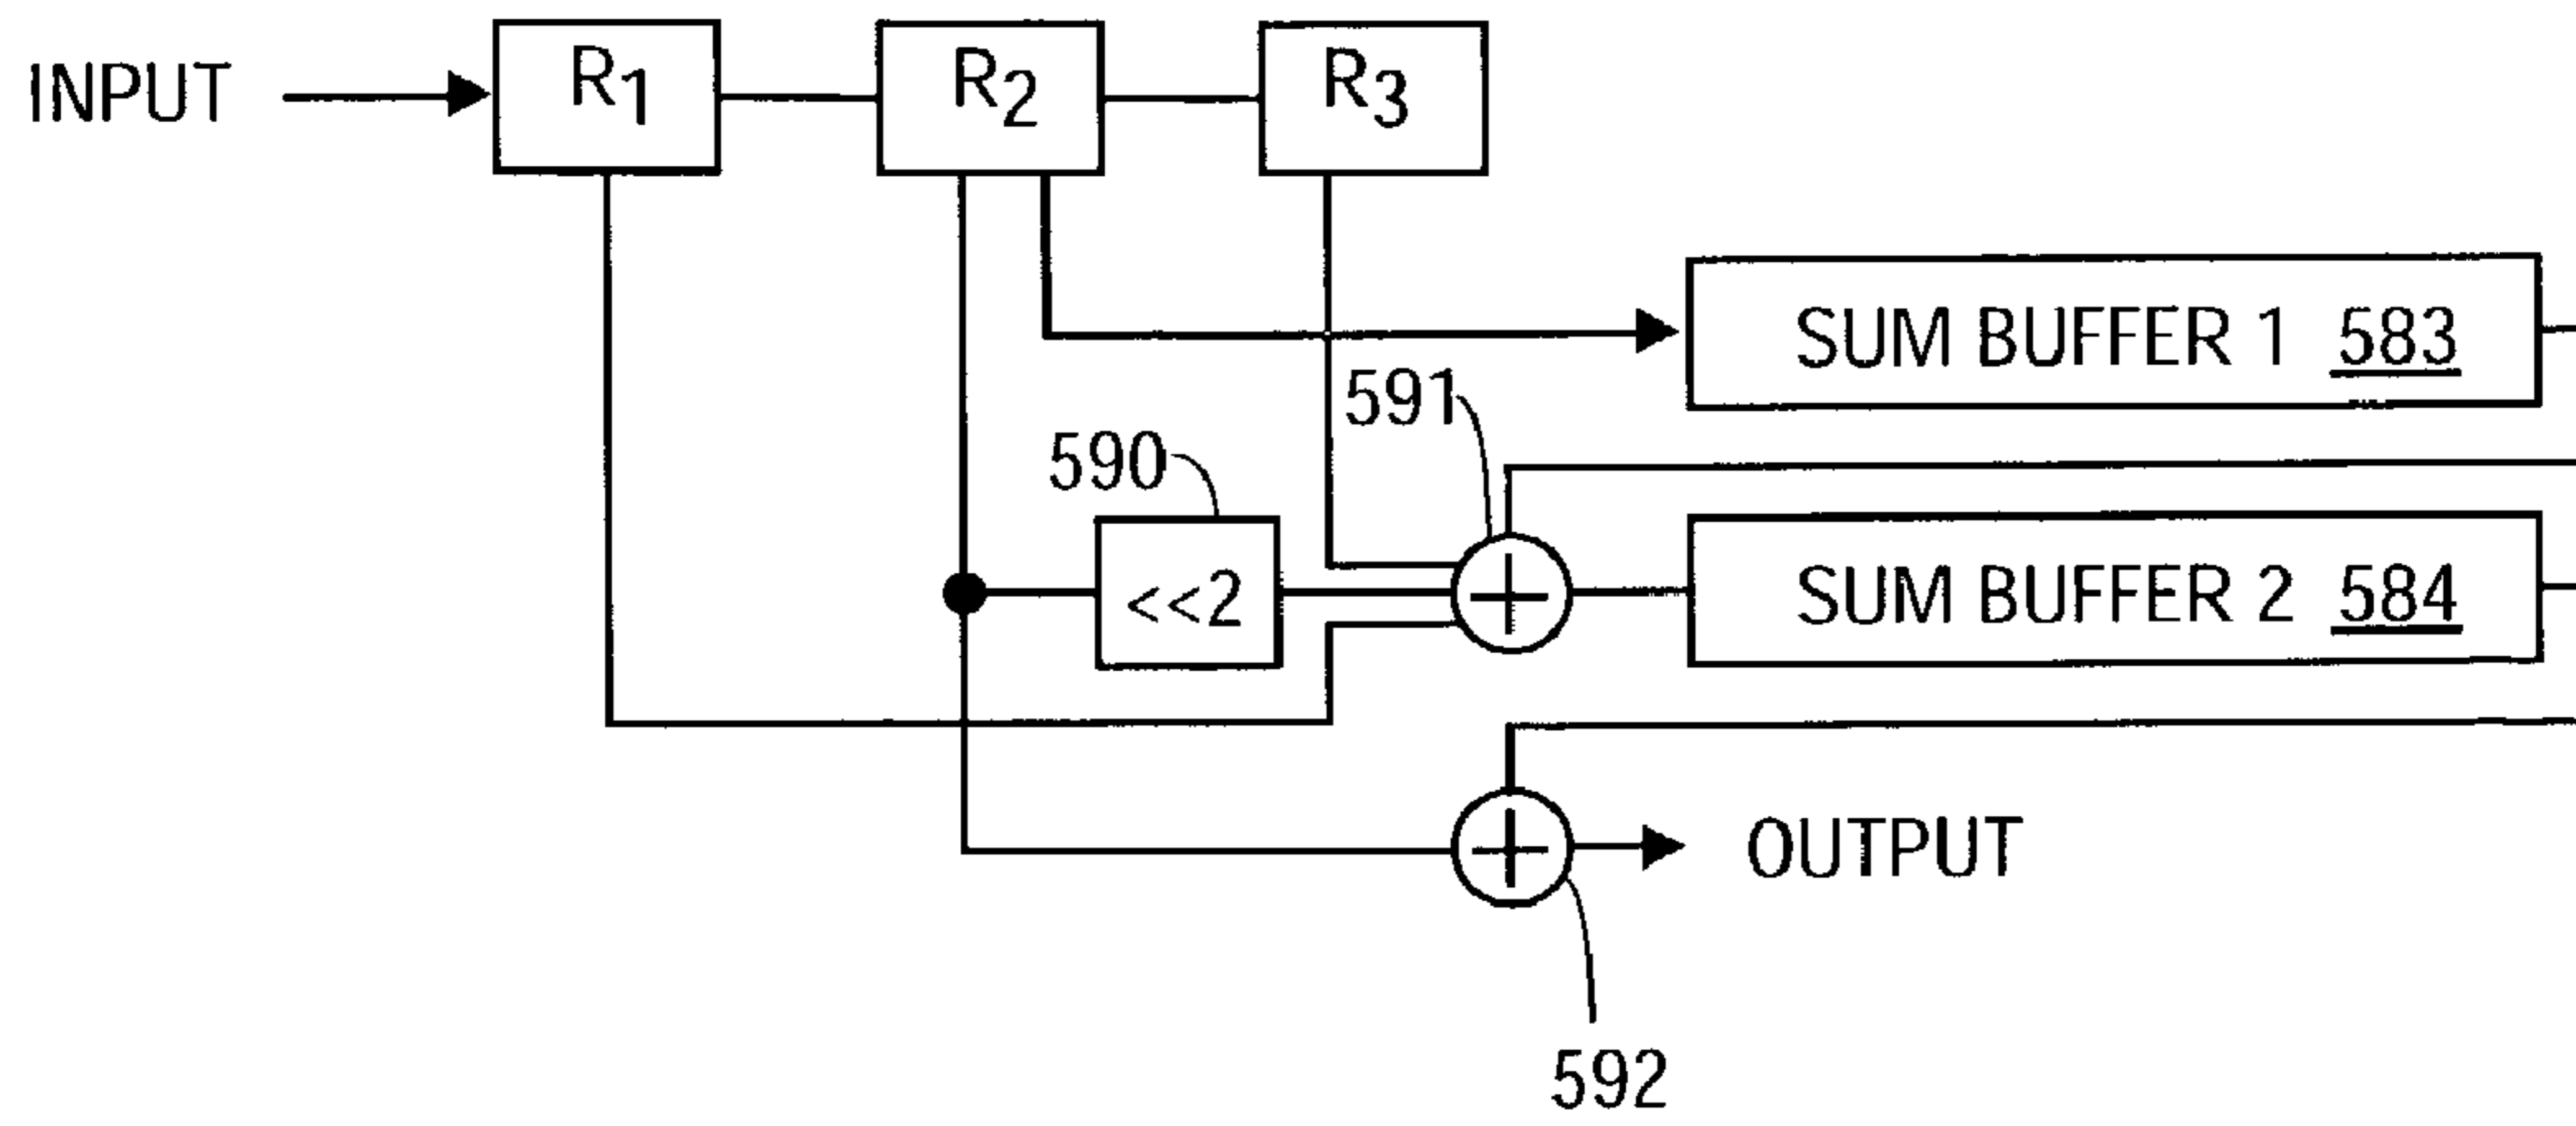 INPUT
R1
R2
R3
SUM BUFFER 1 583
591
590
<<2
SUM BUFFER 2 584
OUTPUT
592